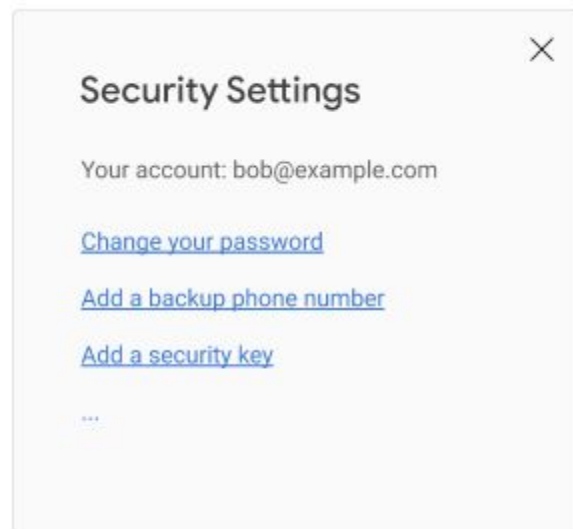 Security Settings
Your account: bob@example.com
Change your password
Add a backup phone number
Add a security key
...